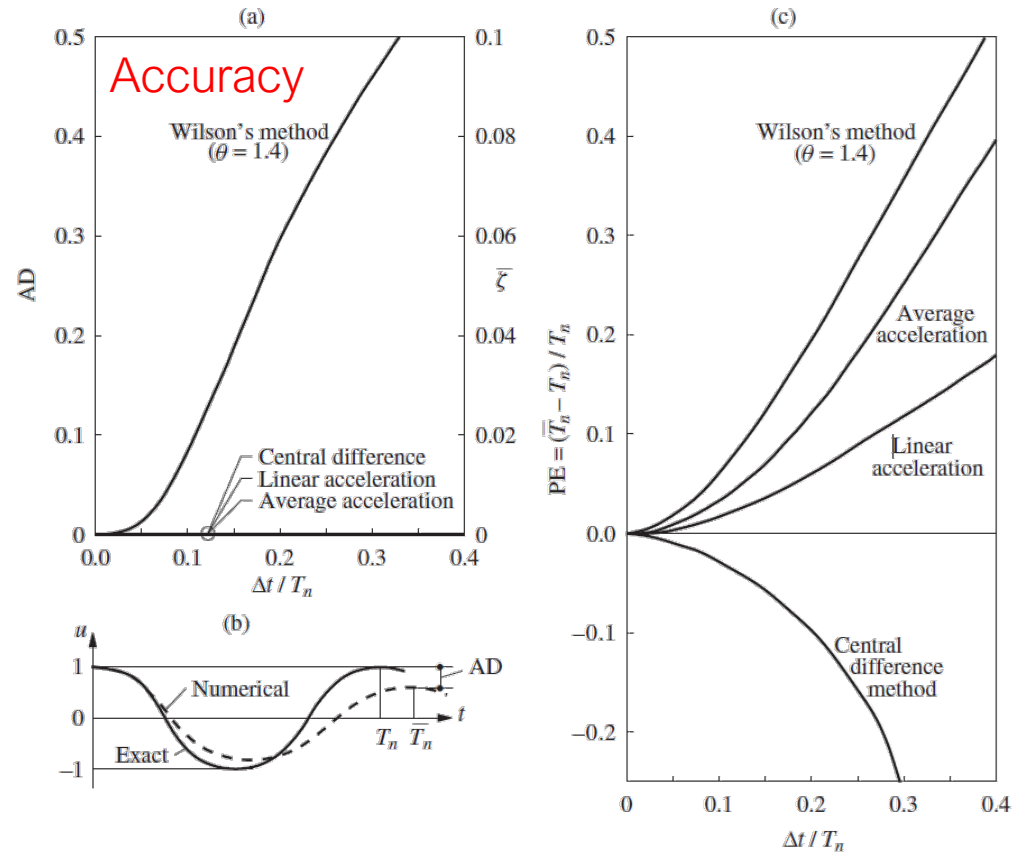 (a)
Accuracy
Wilson's method
(θ = 1.4)
AD
0.5
0.4
0.3
0.2
0.1
0
0.1
0.08
0.06
ζ̅
0.04
0.02
0
Central difference
Linear acceleration
Average acceleration
0.0 0.1 0.2 0.3 0.4
Δt / Tₙ
(b)
u
1
0
−1
Numerical
Exact
AD
t
Tₙ T̅ₙ
(c)
PE = (T̅ₙ − Tₙ) / Tₙ
0.5
0.4
0.3
0.2
0.1
0.0
−0.1
−0.2
Wilson's method
(θ = 1.4)
Average
acceleration
Linear
acceleration
Central
difference
method
0 0.1 0.2 0.3 0.4
Δt / Tₙ